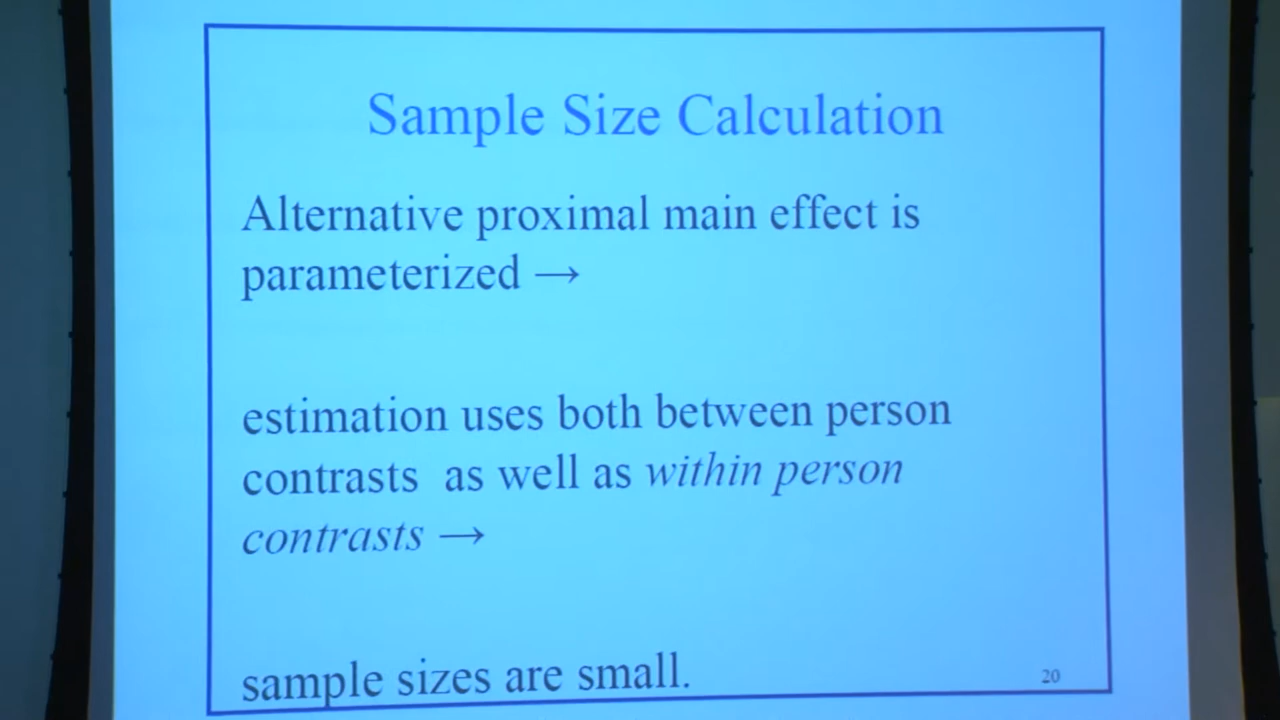 Sample Size Calculation
Alternative proximal main effect is
parameterized →
estimation uses both between person
contrasts as well as within person
contrasts →
sample sizes are small.
20